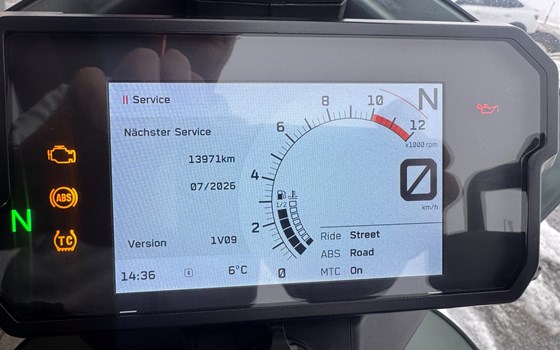 || Service
Nächster Service
13971km
07/2026
Version 1V09
14:36 6°C
N
ABS
TC
0
2
4
6
8
10
12
x1000 rpm
N
1/2
0
km/h
Ride Street
ABS Road
MTC On